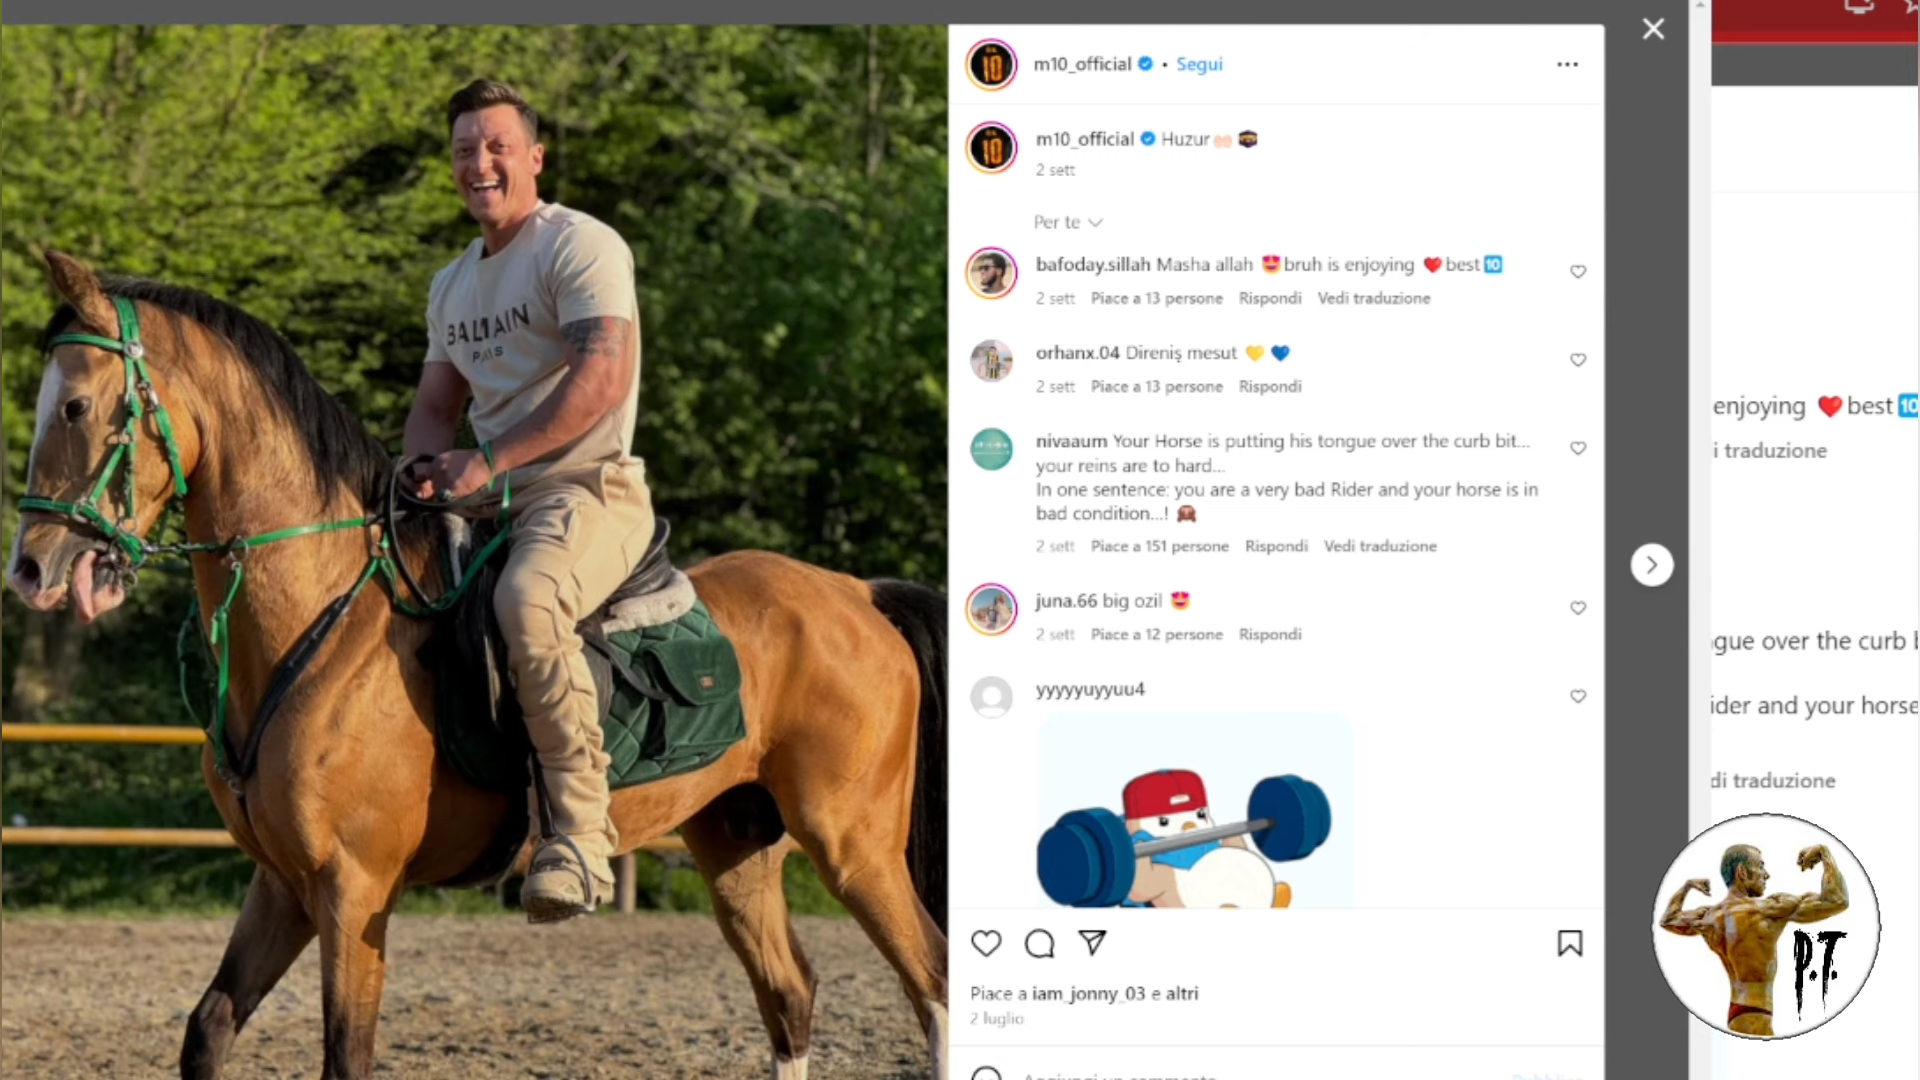 BALMAIN
PARIS
m10_official • Segui
m10_official Huzur
2 sett
Per te
bafoday.sillah Masha allah 😍bruh is enjoying ❤️best🔟
2 sett Piace a 13 persone Rispondi Vedi traduzione
orhanx.04 Direniş mesut 💛 💙
2 sett Piace a 13 persone Rispondi
nivaaum Your Horse is putting his tongue over the curb bit...
your reins are to hard...
In one sentence: you are a very bad Rider and your horse is in
bad condition...! 🙈
2 sett Piace a 151 persone Rispondi Vedi traduzione
juna.66 big ozil 😍
2 sett Piace a 12 persone Rispondi
yyyyyuyyuu4
Piace a iam_jonny_03 e altri
2 luglio
Aggiungi un commento
enjoying ❤️best🔟
i traduzione
gue over the curb
ider and your horse
di traduzione
P.T.